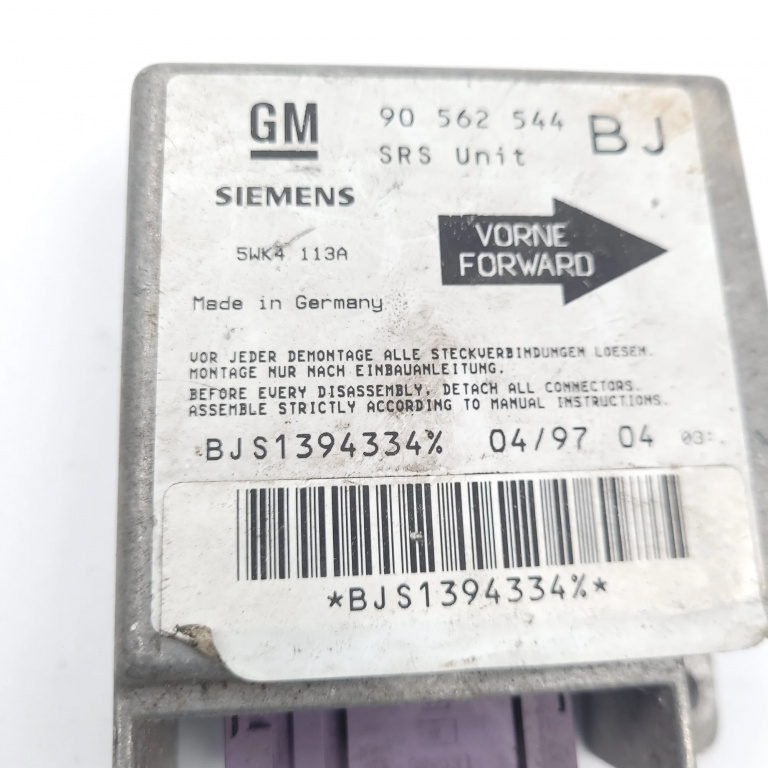 GM 90 562 544 BJ
SRS Unit
SIEMENS
VORNE
FORWARD
5WK4 113A
Made in Germany
VOR JEDER DEMONTAGE ALLE STECKVERBINDUNGEN LOESEN.
MONTAGE NUR NACH EINBAUANLEITUNG.
BEFORE EVERY DISASSEMBLY, DETACH ALL CONNECTORS.
ASSEMBLE STRICTLY ACCORDING TO MANUAL INSTRUCTIONS.
BJS1394334% 04/97 04
*BJS1394334%*